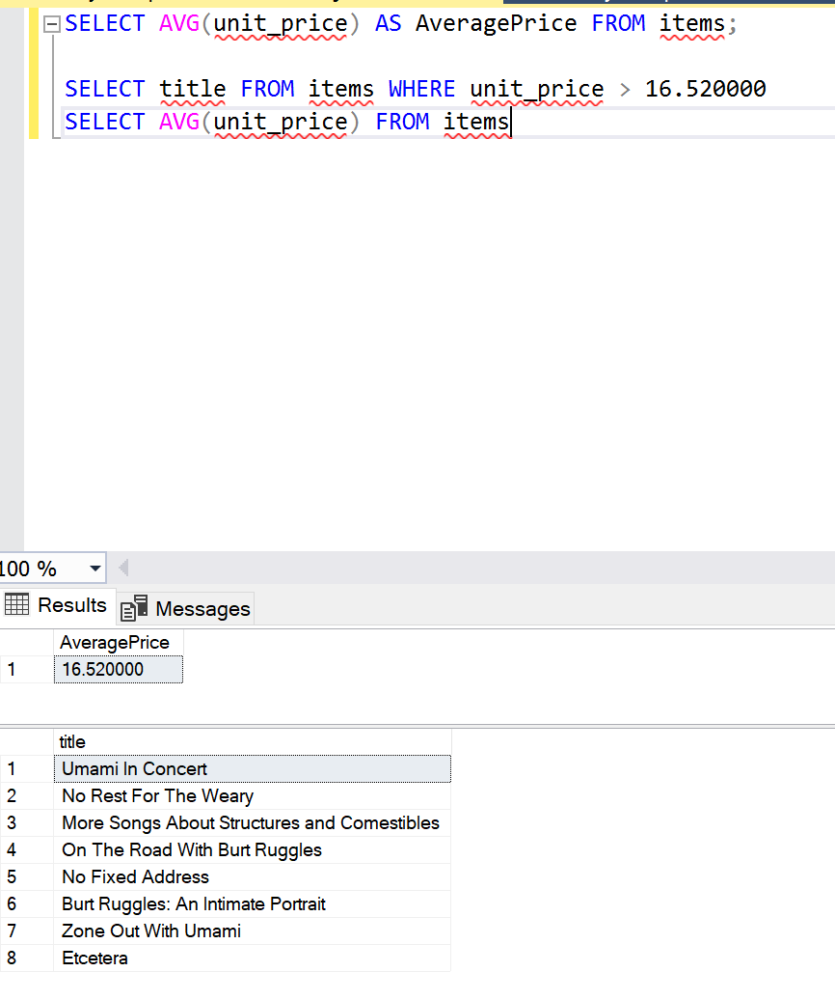 SELECT AVG(unit_price) AS AveragePrice FROM items;
SELECT title FROM items WHERE unit_price > 16.520000
SELECT AVG(unit_price) FROM items
100 %
Results
Messages
AveragePrice
1 16.520000
title
1 Umami In Concert
2 No Rest For The Weary
3 More Songs About Structures and Comestibles
4 On The Road With Burt Ruggles
5 No Fixed Address
6 Burt Ruggles: An Intimate Portrait
7 Zone Out With Umami
8 Etcetera